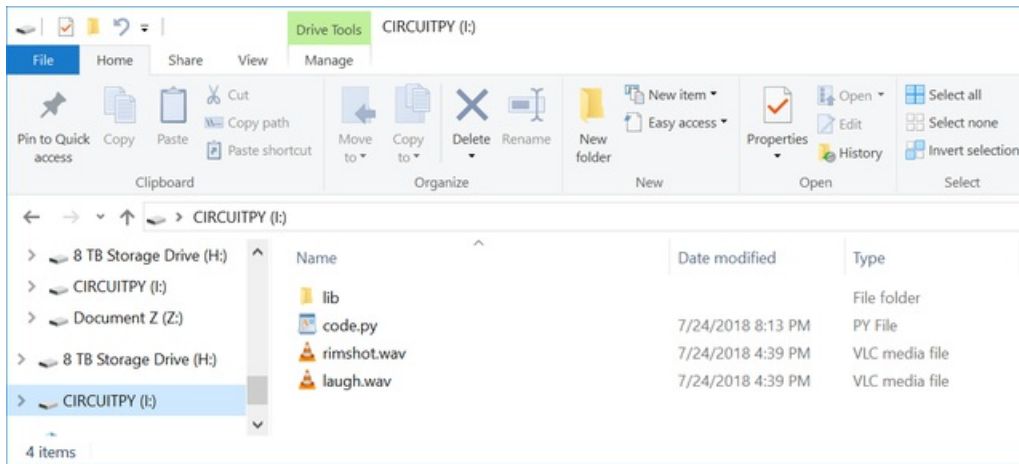 Drive Tools CIRCUITPY (I:)
File Home Share View Manage
Pin to Quick access
Copy
Paste
Cut
Copy path
Paste shortcut
Move to
Copy to
Delete
Rename
New folder
New item
Easy access
Properties
Open
Edit
History
Select all
Select none
Invert selection
Clipboard Organize New Open Select
CIRCUITPY (I:)
8 TB Storage Drive (H:)
CIRCUITPY (I:)
Document Z (Z:)
8 TB Storage Drive (H:)
CIRCUITPY (I:)
Name Date modified Type
lib File folder
code.py 7/24/2018 8:13 PM PY File
rimshot.wav 7/24/2018 4:39 PM VLC media file
laugh.wav 7/24/2018 4:39 PM VLC media file
4 items